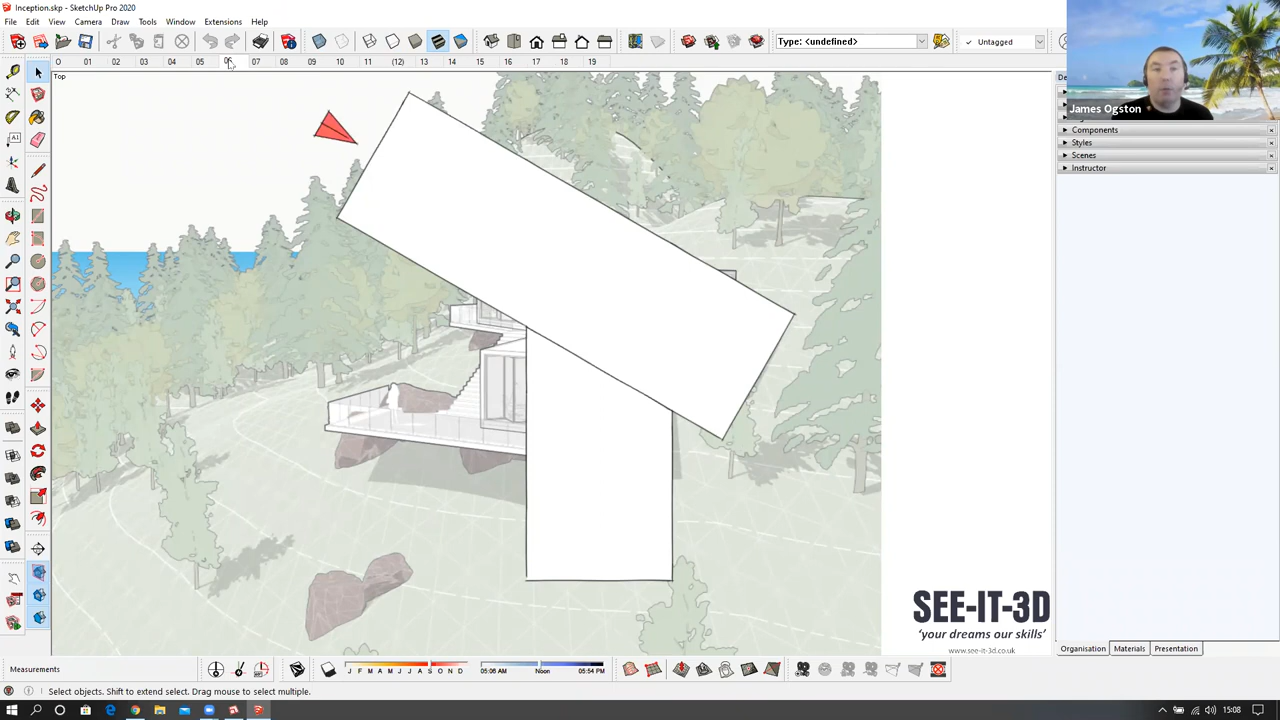 Inception.skp - SketchUp Pro 2020
File Edit View Camera Draw Tools Window Extensions Help
Type: <undefined>
Untagged
0 01 02 03 04 05 07 08 09 10 11 (12) 13 14 15 16 17 18 19
Top
James Ogston
Components
Styles
Scenes
Instructor
SEE-IT-3D
‘your dreams our skills’
www.see-it-3d.co.uk
Organisation Materials Presentation
Measurements
J F M A M J J A S O N D
05:06 AM Noon 05:54 PM
Select objects. Shift to extend select. Drag mouse to select multiple.
15:08